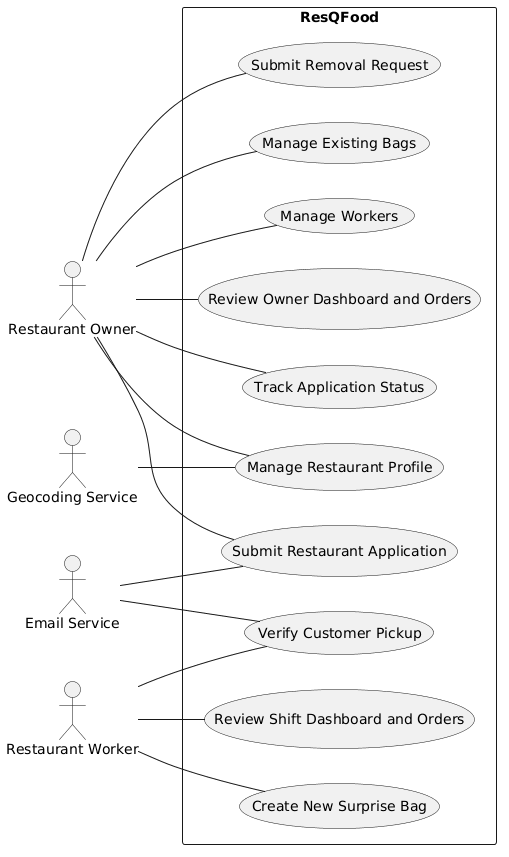 ResQFood
Submit Removal Request
Manage Existing Bags
Manage Workers
Review Owner Dashboard and Orders
Restaurant Owner
Track Application Status
Manage Restaurant Profile
Geocoding Service
Submit Restaurant Application
Email Service
Verify Customer Pickup
Review Shift Dashboard and Orders
Restaurant Worker
Create New Surprise Bag